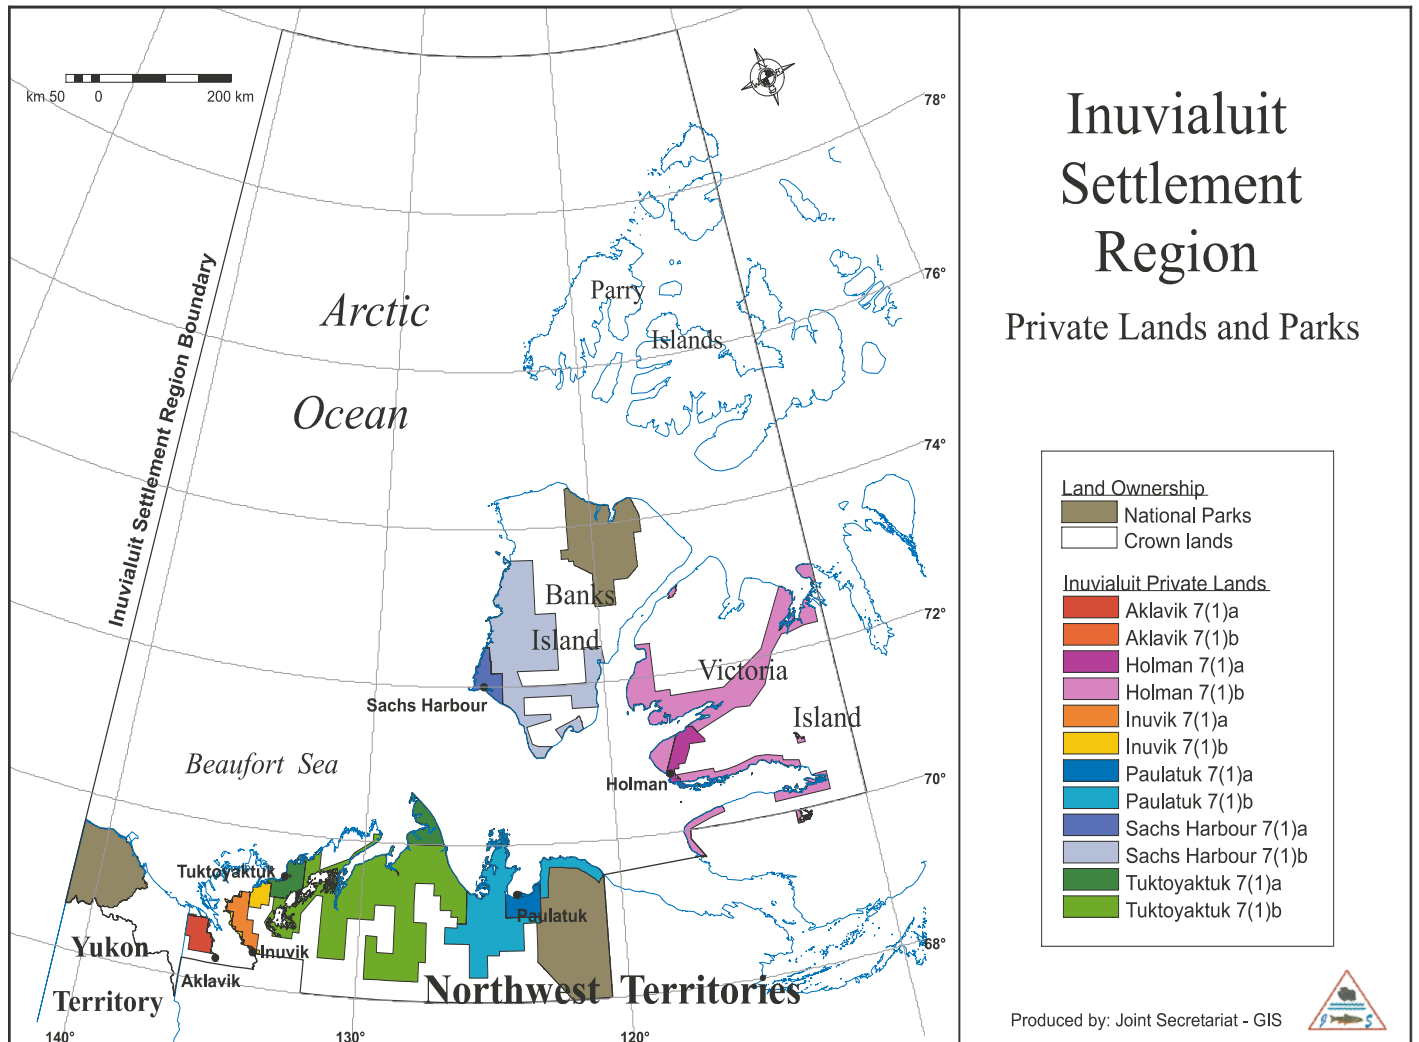 km 50 0 200 km
78°
76°
74°
72°
70°
68°
140°
130°
120°
Inuvialuit Settlement Region Boundary
Arctic
Ocean
Parry
Islands
Banks
Island
Victoria
Island
Sachs Harbour
Holman
Beaufort Sea
Tuktoyaktuk
Paulatuk
Inuvik
Aklavik
Yukon
Territory
Northwest Territories
Inuvialuit
Settlement
Region
Private Lands and Parks
Land Ownership
National Parks
Crown lands
Inuvialuit Private Lands
Aklavik 7(1)a
Aklavik 7(1)b
Holman 7(1)a
Holman 7(1)b
Inuvik 7(1)a
Inuvik 7(1)b
Paulatuk 7(1)a
Paulatuk 7(1)b
Sachs Harbour 7(1)a
Sachs Harbour 7(1)b
Tuktoyaktuk 7(1)a
Tuktoyaktuk 7(1)b
Produced by: Joint Secretariat - GIS
J S